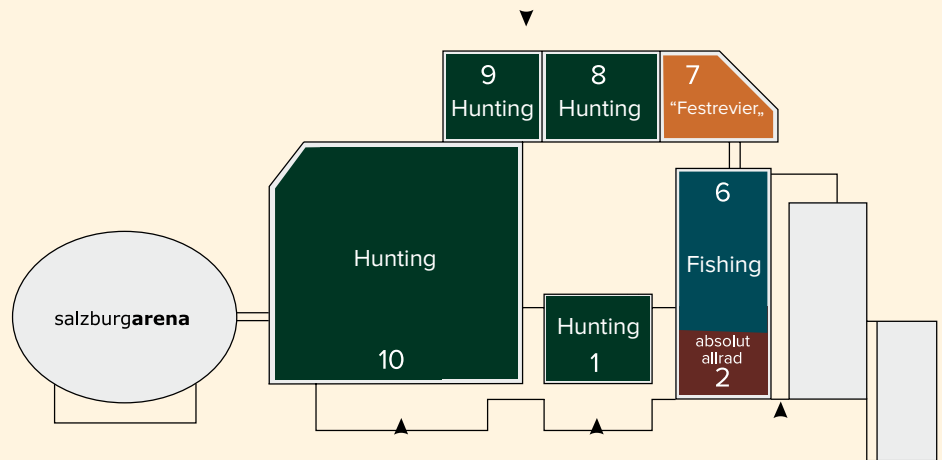 9
Hunting
8
Hunting
7
“Festrevier„
6
Fishing
Hunting
10
salzburgarena
Hunting
1
absolut
allrad
2